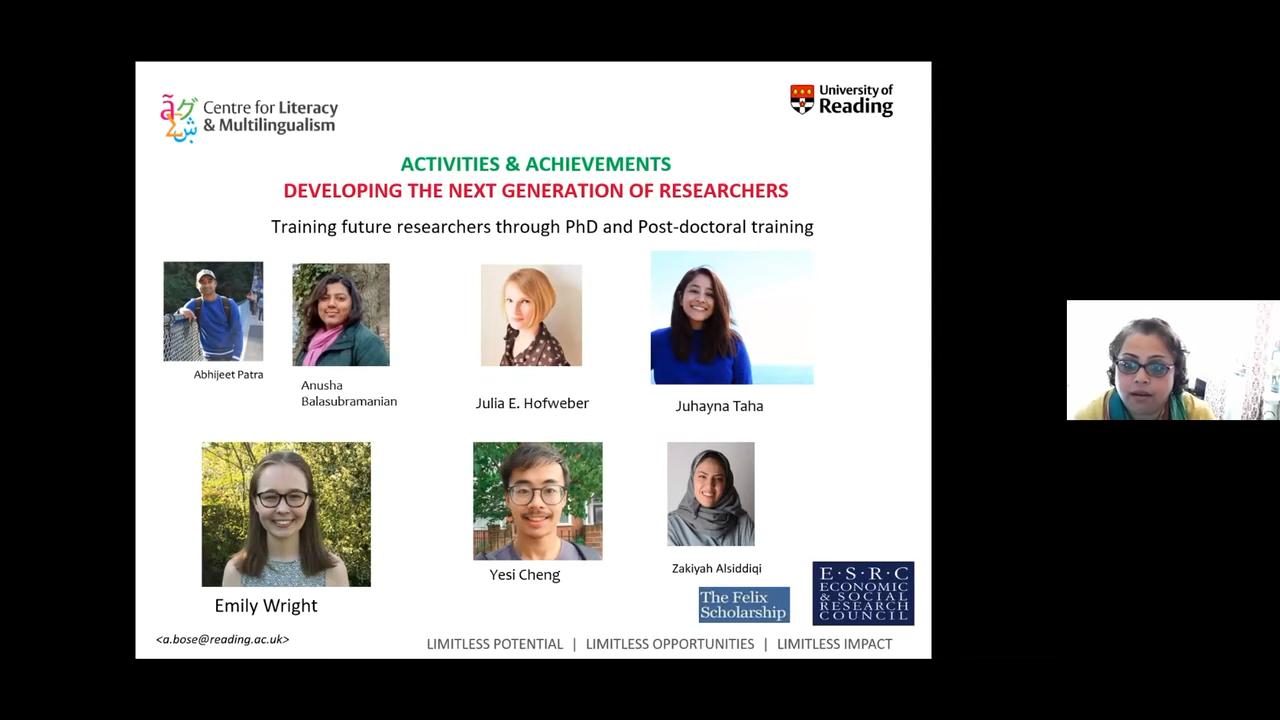 Centre for Literacy
& Multilingualism
University of
Reading
ACTIVITIES & ACHIEVEMENTS
DEVELOPING THE NEXT GENERATION OF RESEARCHERS
Training future researchers through PhD and Post-doctoral training
Abhijeet Patra
Anusha
Balasubramanian
Julia E. Hofweber
Juhayna Taha
Emily Wright
Yesi Cheng
Zakiyah Alsiddiqi
The Felix
Scholarship
E·S·R·C
ECONOMIC
& SOCIAL
RESEARCH
COUNCIL
<a.bose@reading.ac.uk>
LIMITLESS POTENTIAL | LIMITLESS OPPORTUNITIES | LIMITLESS IMPACT